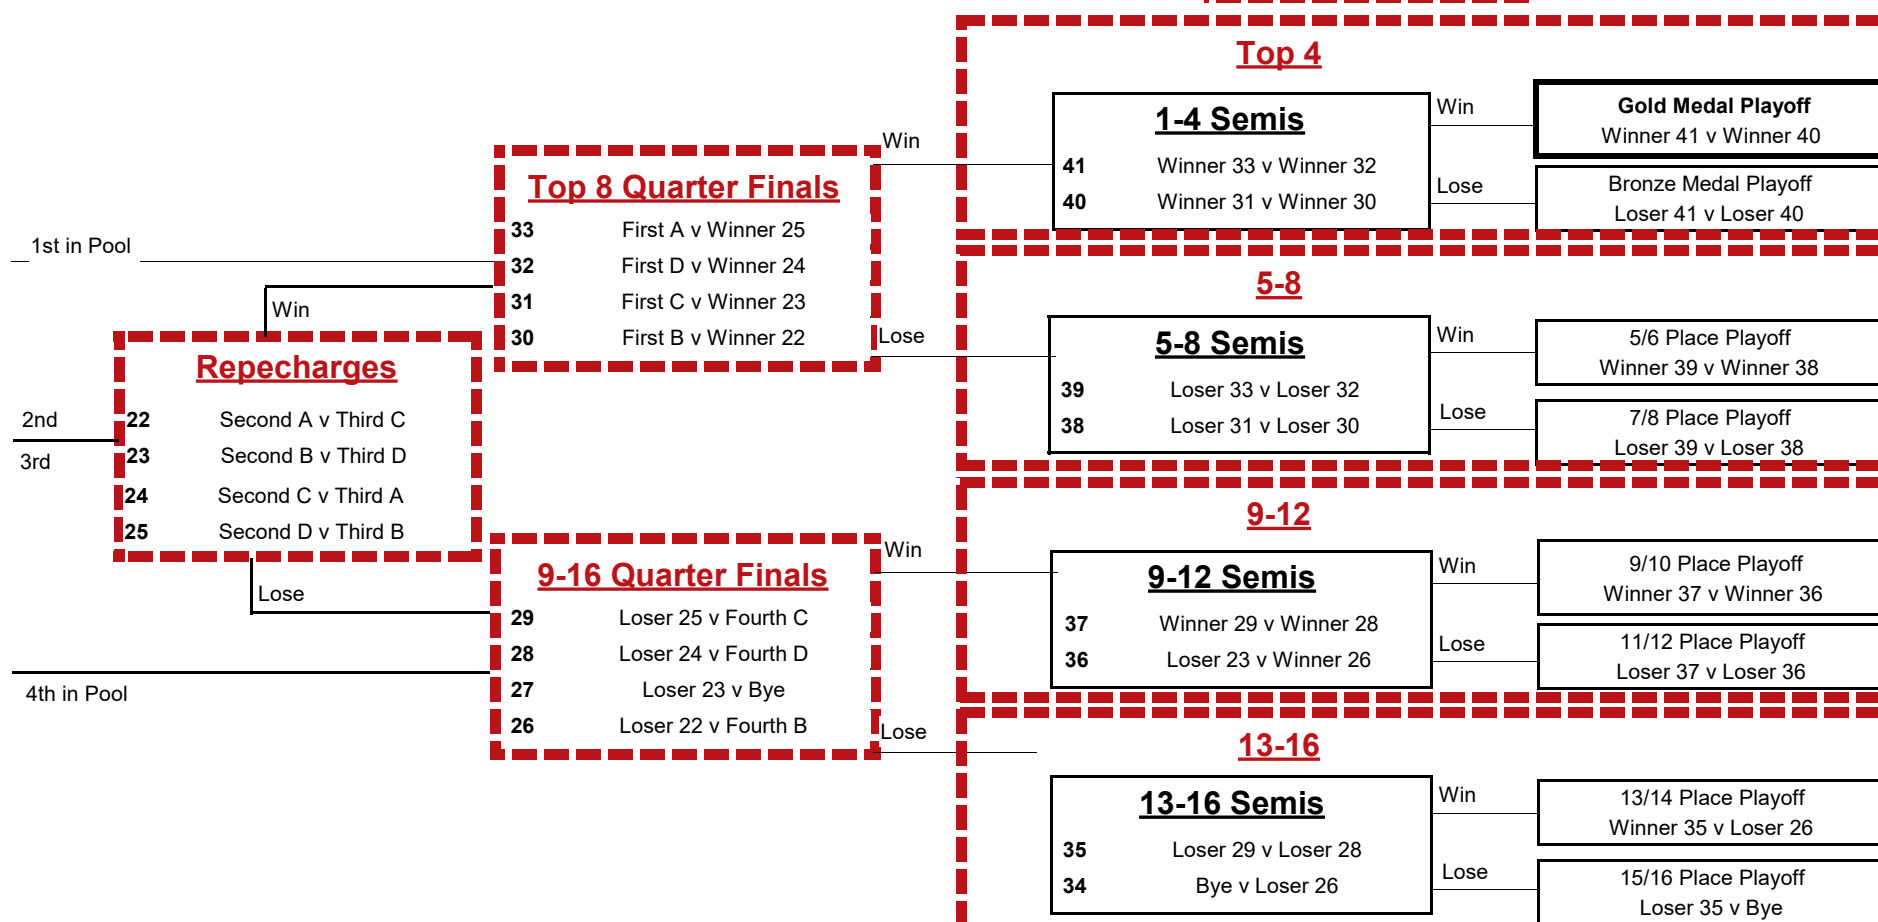 1st in Pool
2nd
3rd
4th in Pool
Win
Repecharges
22 Second A v Third C
23 Second B v Third D
24 Second C v Third A
25 Second D v Third B
Lose
Top 8 Quarter Finals
33 First A v Winner 25
32 First D v Winner 24
31 First C v Winner 23
30 First B v Winner 22
Win
Lose
9-16 Quarter Finals
29 Loser 25 v Fourth C
28 Loser 24 v Fourth D
27 Loser 23 v Bye
26 Loser 22 v Fourth B
Win
Lose
Top 4
1-4 Semis
41 Winner 33 v Winner 32
40 Winner 31 v Winner 30
Win
Gold Medal Playoff
Winner 41 v Winner 40
Lose
Bronze Medal Playoff
Loser 41 v Loser 40
5-8
5-8 Semis
39 Loser 33 v Loser 32
38 Loser 31 v Loser 30
Win
5/6 Place Playoff
Winner 39 v Winner 38
Lose
7/8 Place Playoff
Loser 39 v Loser 38
9-12
9-12 Semis
37 Winner 29 v Winner 28
36 Loser 23 v Winner 26
Win
9/10 Place Playoff
Winner 37 v Winner 36
Lose
11/12 Place Playoff
Loser 37 v Loser 36
13-16
13-16 Semis
35 Loser 29 v Loser 28
34 Bye v Loser 26
Win
13/14 Place Playoff
Winner 35 v Loser 26
Lose
15/16 Place Playoff
Loser 35 v Bye